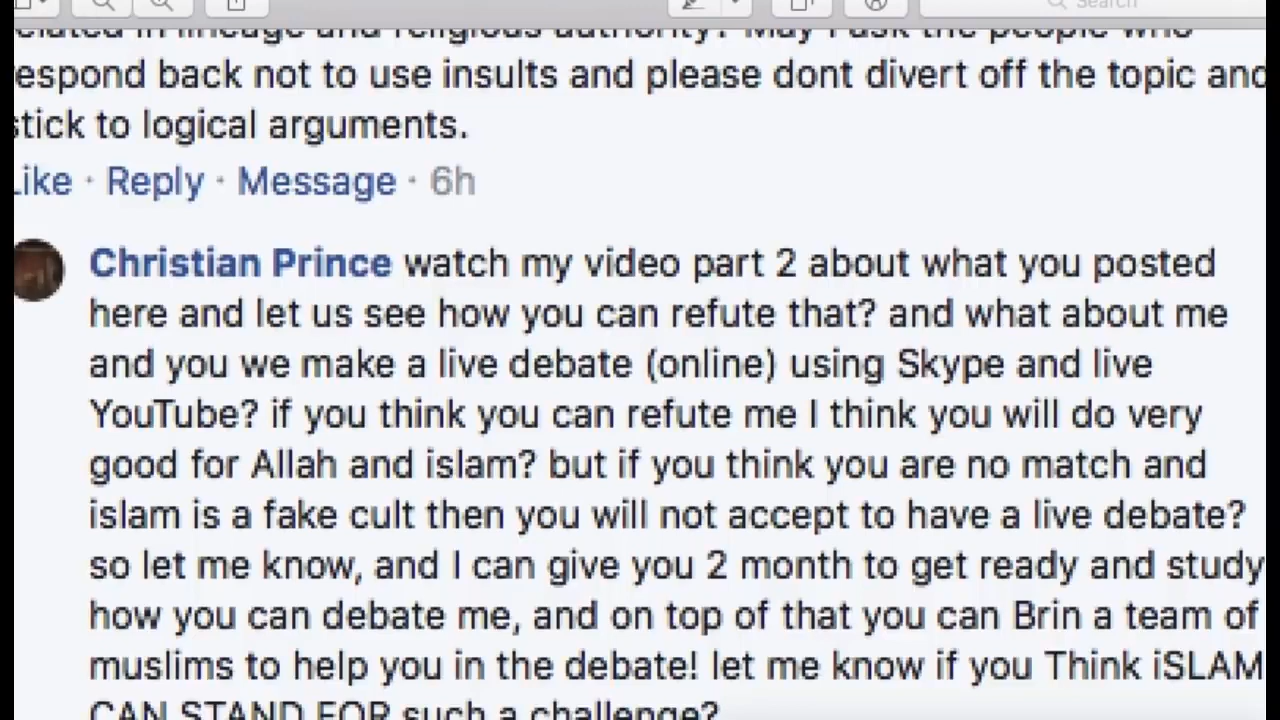 Search
elated in lineage and religious authority? May I ask the people who
espond back not to use insults and please dont divert off the topic and
stick to logical arguments.
Like · Reply · Message · 6h
Christian Prince watch my video part 2 about what you posted
here and let us see how you can refute that? and what about me
and you we make a live debate (online) using Skype and live
YouTube? if you think you can refute me I think you will do very
good for Allah and islam? but if you think you are no match and
islam is a fake cult then you will not accept to have a live debate?
so let me know, and I can give you 2 month to get ready and study
how you can debate me, and on top of that you can Brin a team of
muslims to help you in the debate! let me know if you Think iSLAM
CAN STAND FOR such a challenge?